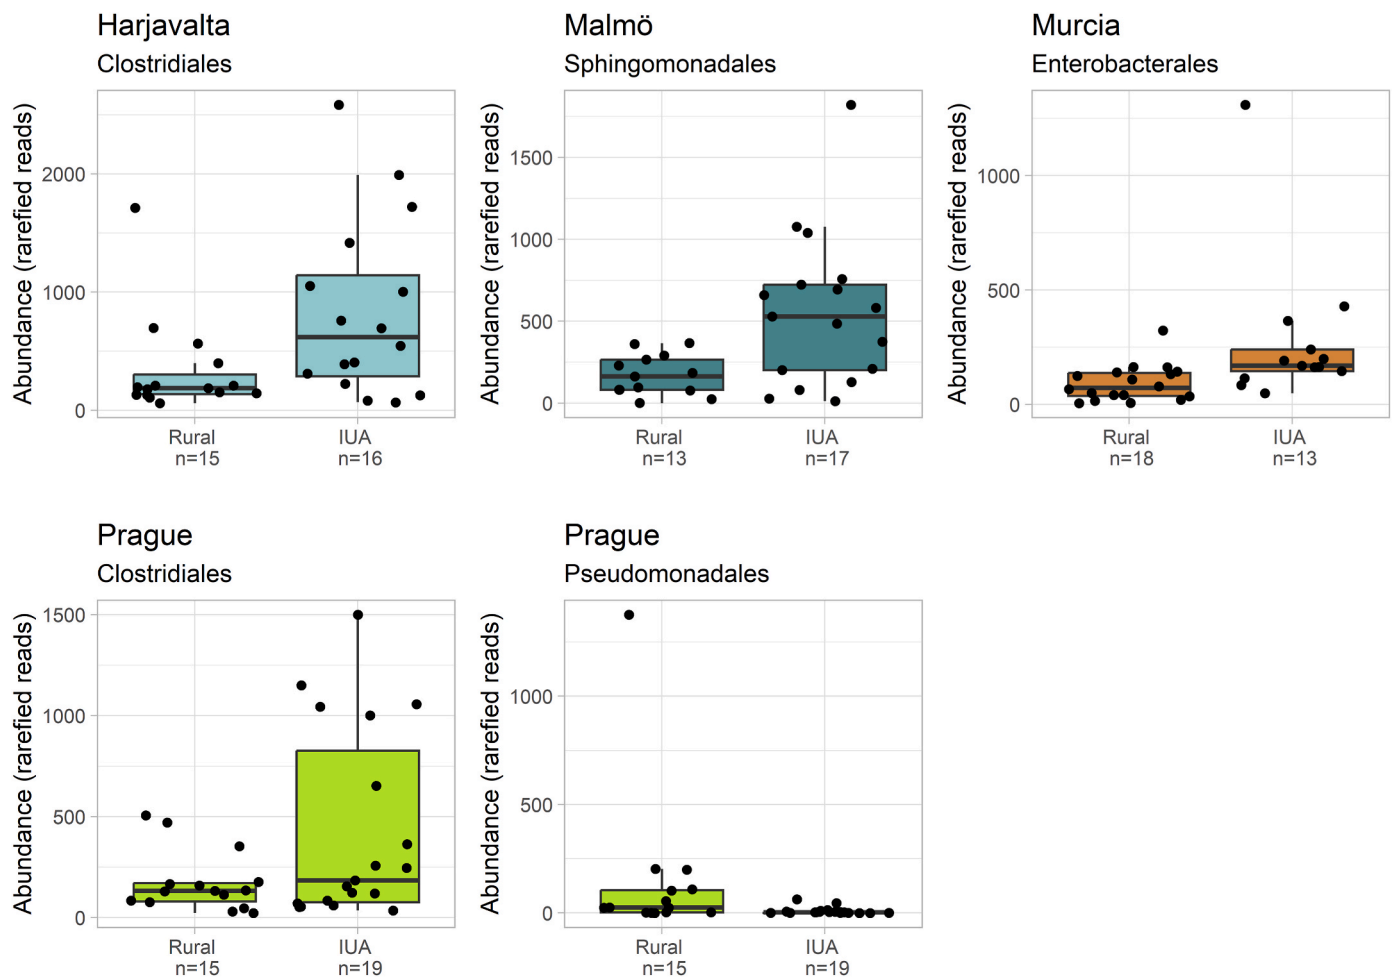 Harjavalta
Clostridiales
Abundance (rarefied reads)
2000
1000
0
Rural
n=15
IUA
n=16
Malmö
Sphingomonadales
Abundance (rarefied reads)
1500
1000
500
0
Rural
n=13
IUA
n=17
Murcia
Enterobacterales
Abundance (rarefied reads)
1000
500
0
Rural
n=18
IUA
n=13
Prague
Clostridiales
Abundance (rarefied reads)
1500
1000
500
0
Rural
n=15
IUA
n=19
Prague
Pseudomonadales
Abundance (rarefied reads)
1000
500
0
Rural
n=15
IUA
n=19